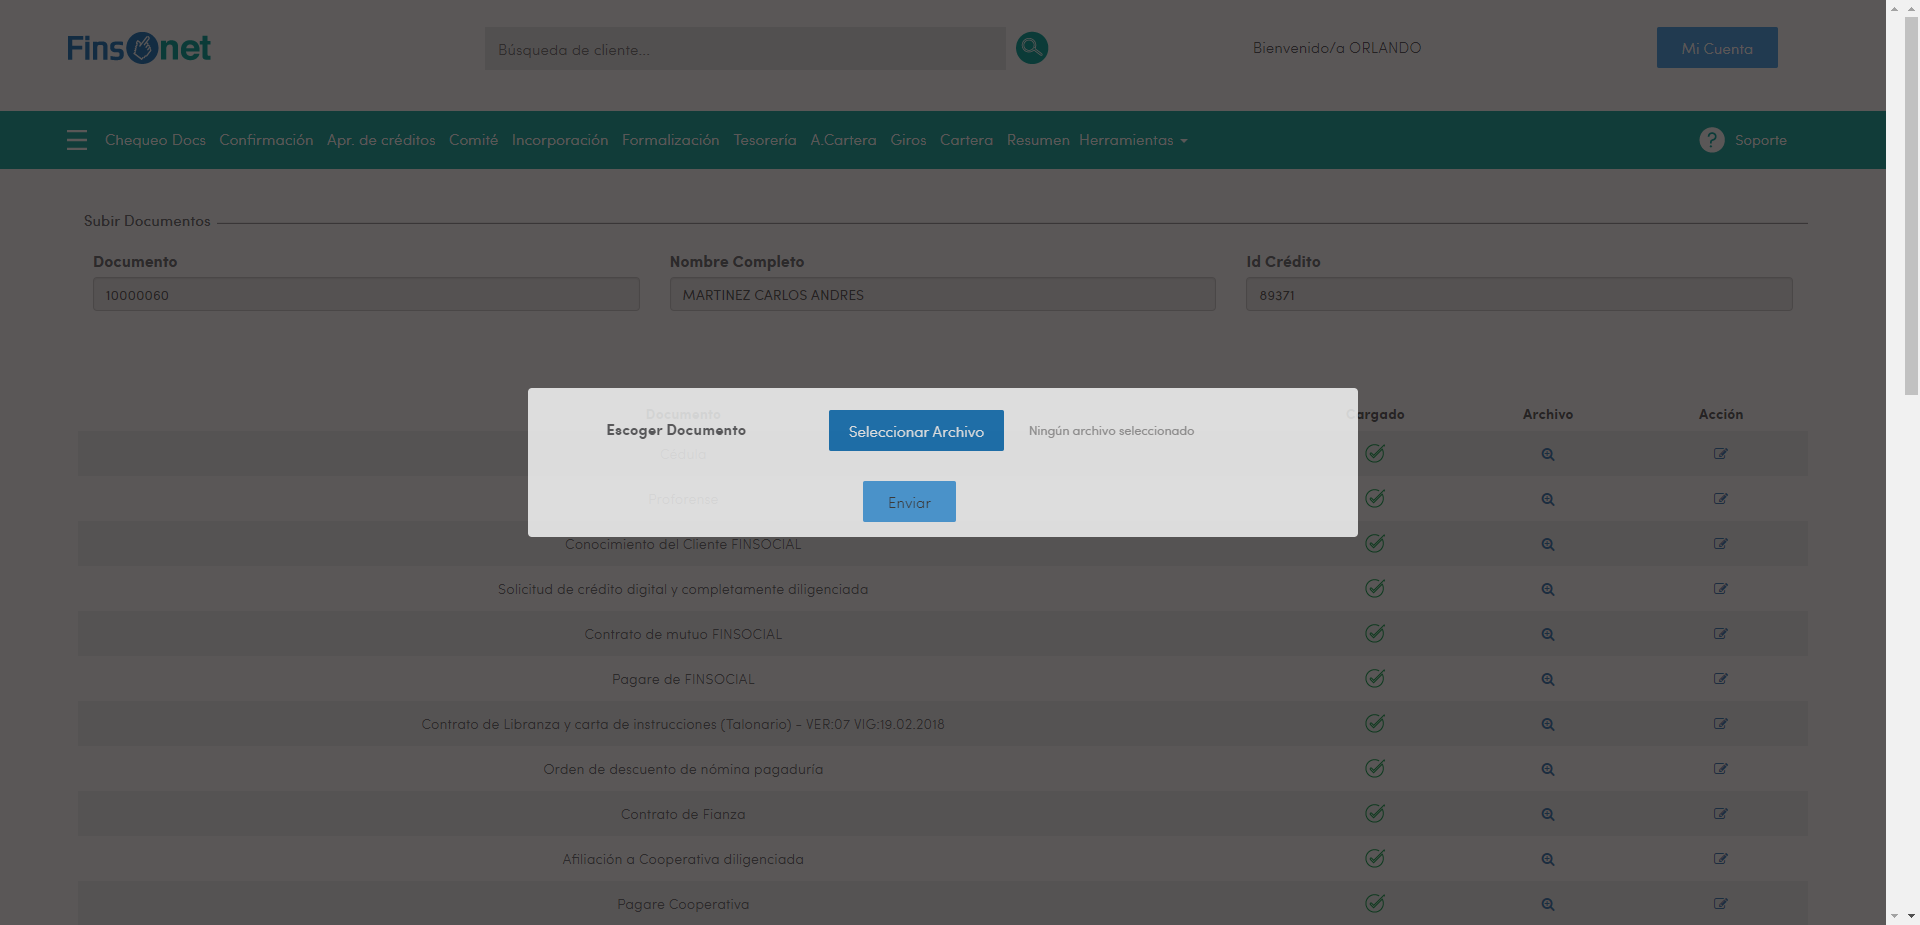 Finsonet
Búsqueda de cliente...
Bienvenido/a ORLANDO
Mi Cuenta
Chequeo Docs Confirmación Apr. de créditos Comité Incorporación Formalización Tesorería A.Cartera Giros Cartera Resumen Herramientas
? Soporte
Subir Documentos
Documento Nombre Completo Id Crédito
10000060 MARTINEZ CARLOS ANDRES 89371
Documento Cargado Archivo Acción
Escoger Documento Seleccionar Archivo Ningún archivo seleccionado
Cédula
Proforense
Enviar
Conocimiento del Cliente FINSOCIAL
Solicitud de crédito digital y completamente diligenciada
Contrato de mutuo FINSOCIAL
Pagare de FINSOCIAL
Contrato de Libranza y carta de instrucciones (Talonario) - VER:07 VIG:19.02.2018
Orden de descuento de nómina pagaduría
Contrato de Fianza
Afiliación a Cooperativa diligenciada
Pagare Cooperativa